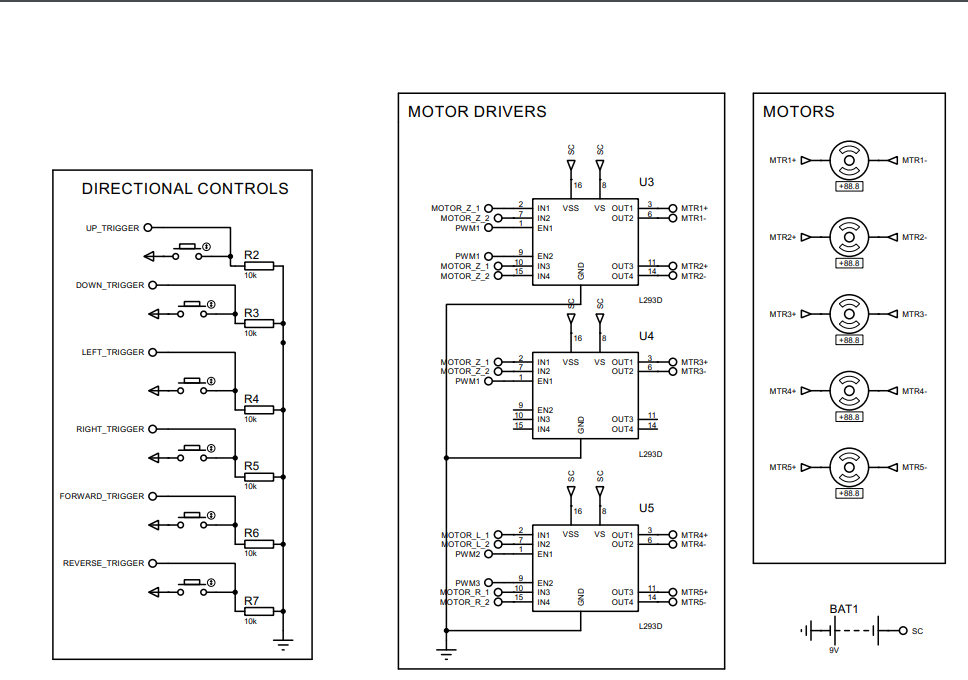 DIRECTIONAL CONTROLS
UP_TRIGGER
R2
10k
DOWN_TRIGGER
R3
10k
LEFT_TRIGGER
R4
10k
RIGHT_TRIGGER
R5
10k
FORWARD_TRIGGER
R6
10k
REVERSE_TRIGGER
R7
10k
MOTOR DRIVERS
SC SC
16 8 U3
MOTOR_Z_1 2 IN1 VSS VS OUT1 3 MTR1+
MOTOR_Z_2 7 IN2 OUT2 6 MTR1-
PWM1 1 EN1
PWM1 9 EN2
MOTOR_Z_1 10 IN3 GND OUT3 11 MTR2+
MOTOR_Z_2 15 IN4 OUT4 14 MTR2-
L293D
SC SC
16 8 U4
MOTOR_Z_1 2 IN1 VSS VS OUT1 3 MTR3+
MOTOR_Z_2 7 IN2 OUT2 6 MTR3-
PWM1 1 EN1
9 EN2
10 IN3 GND OUT3 11
15 IN4 OUT4 14
L293D
SC SC
16 8 U5
MOTOR_L_1 2 IN1 VSS VS OUT1 3 MTR4+
MOTOR_L_2 7 IN2 OUT2 6 MTR4-
PWM2 1 EN1
PWM3 9 EN2
MOTOR_R_1 10 IN3 GND OUT3 11 MTR5+
MOTOR_R_2 15 IN4 OUT4 14 MTR5-
L293D
MOTORS
MTR1+ MTR1-
+88.8
MTR2+ MTR2-
+88.8
MTR3+ MTR3-
+88.8
MTR4+ MTR4-
+88.8
MTR5+ MTR5-
+88.8
BAT1
SC
9V